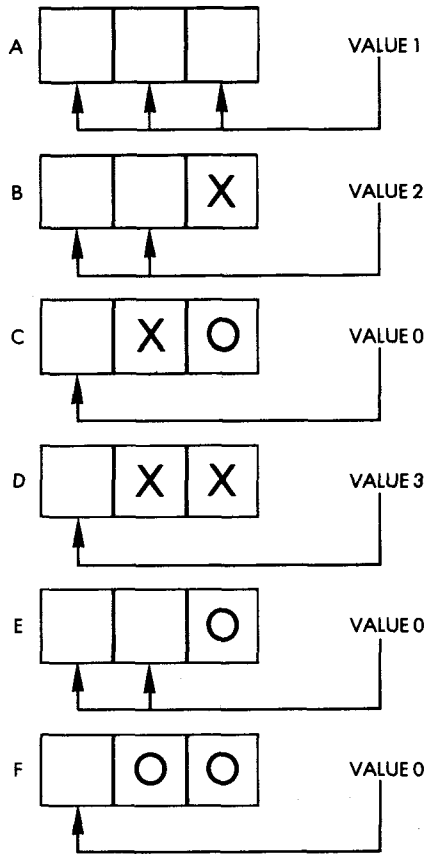 A VALUE 1
B X VALUE 2
C X O VALUE 0
D X X VALUE 3
E O VALUE 0
F O O VALUE 0